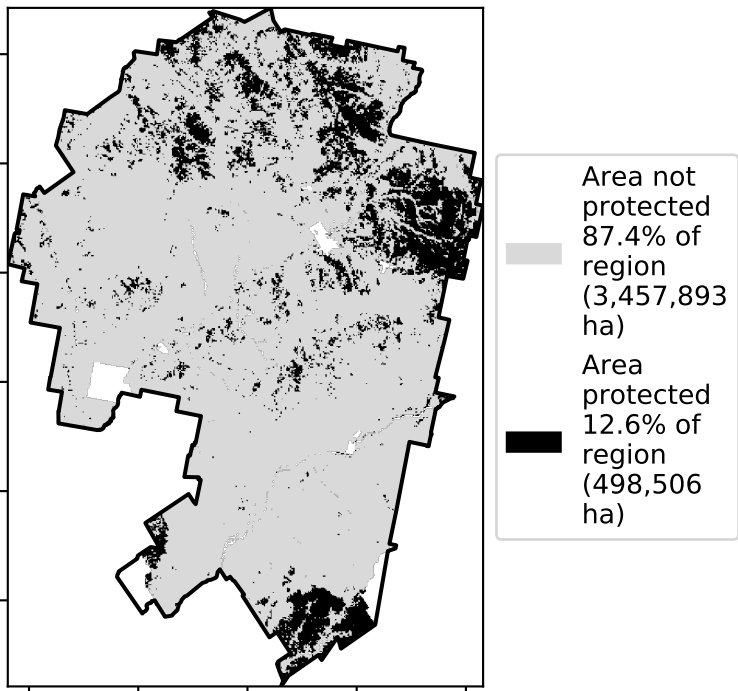 Area not
protected
87.4% of
region
(3,457,893
ha)
Area
protected
12.6% of
region
(498,506
ha)